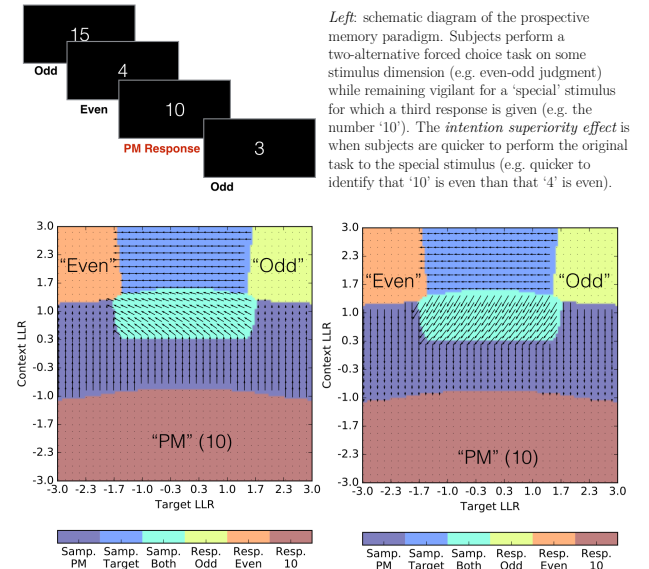 15
Odd
4
Even
10
PM Response
3
Odd
Left: schematic diagram of the prospective
memory paradigm. Subjects perform a
two-alternative forced choice task on some
stimulus dimension (e.g. even-odd judgment)
while remaining vigilant for a ‘special’ stimulus
for which a third response is given (e.g. the
number ‘10’). The intention superiority effect is
when subjects are quicker to perform the original
task to the special stimulus (e.g. quicker to
identify that ‘10’ is even than that ‘4’ is even).
3.0
2.3
1.7
1.0
0.3
-0.3
-1.0
-1.7
-2.3
-3.0
Context LLR
“Even”
“Odd”
“PM” (10)
-3.0 -2.3 -1.7 -1.0 -0.3 0.3 1.0 1.7 2.3 3.0
Target LLR
Samp. Samp. Samp. Resp. Resp. Resp.
PM Target Both Odd Even 10
3.0
2.3
1.7
1.0
0.3
-0.3
-1.0
-1.7
-2.3
-3.0
Context LLR
“Even”
“Odd”
“PM” (10)
-3.0 -2.3 -1.7 -1.0 -0.3 0.3 1.0 1.7 2.3 3.0
Target LLR
Samp. Samp. Samp. Resp. Resp. Resp.
PM Target Both Odd Even 10